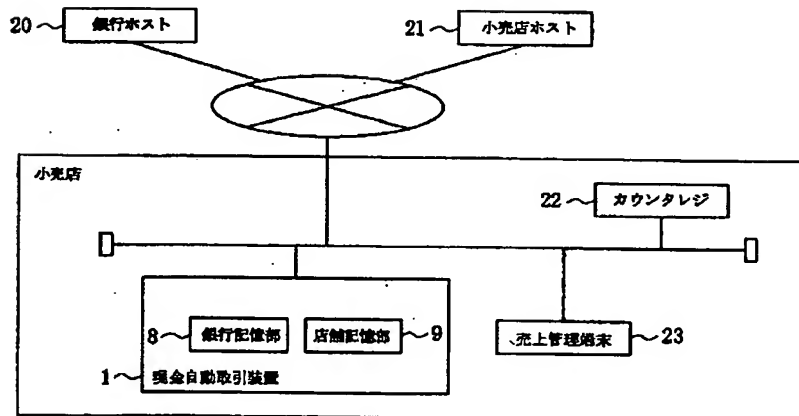 20 銀行ホスト
21 小売店ホスト
小売店
22 カウンタレジ
8 銀行記憶部
店舗記憶部 9
売上管理端末 23
1 現金自動取引装置